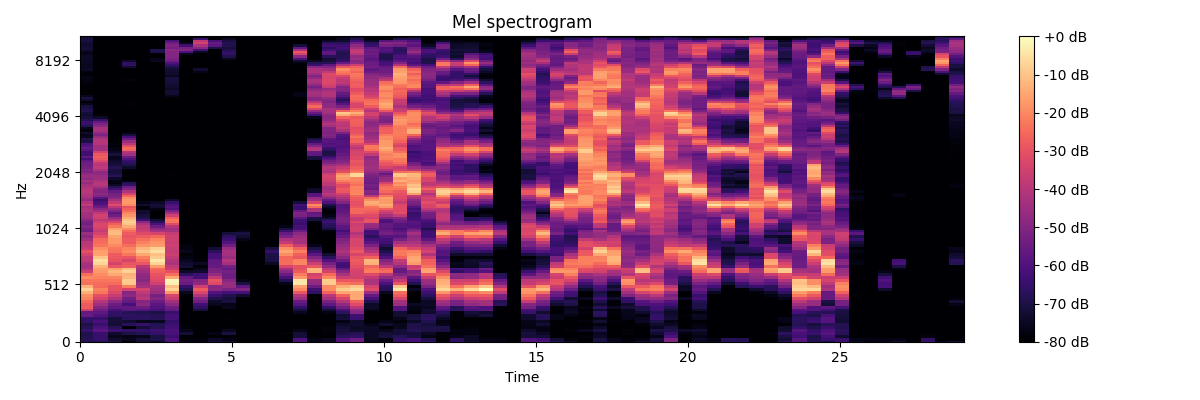 Mel spectrogram
Hz
8192
4096
2048
1024
512
0
0 5 10 15 20 25
Time
+0 dB
-10 dB
-20 dB
-30 dB
-40 dB
-50 dB
-60 dB
-70 dB
-80 dB